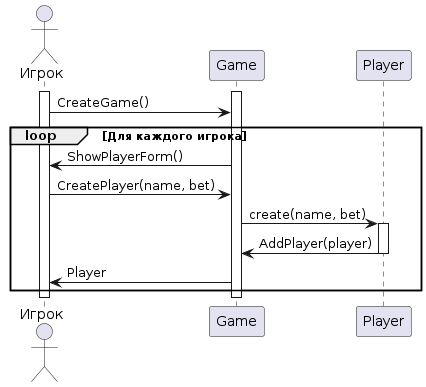 Игрок
Game
Player
CreateGame()
loop
[Для каждого игрока]
ShowPlayerForm()
CreatePlayer(name, bet)
create(name, bet)
AddPlayer(player)
Player
Игрок
Game
Player